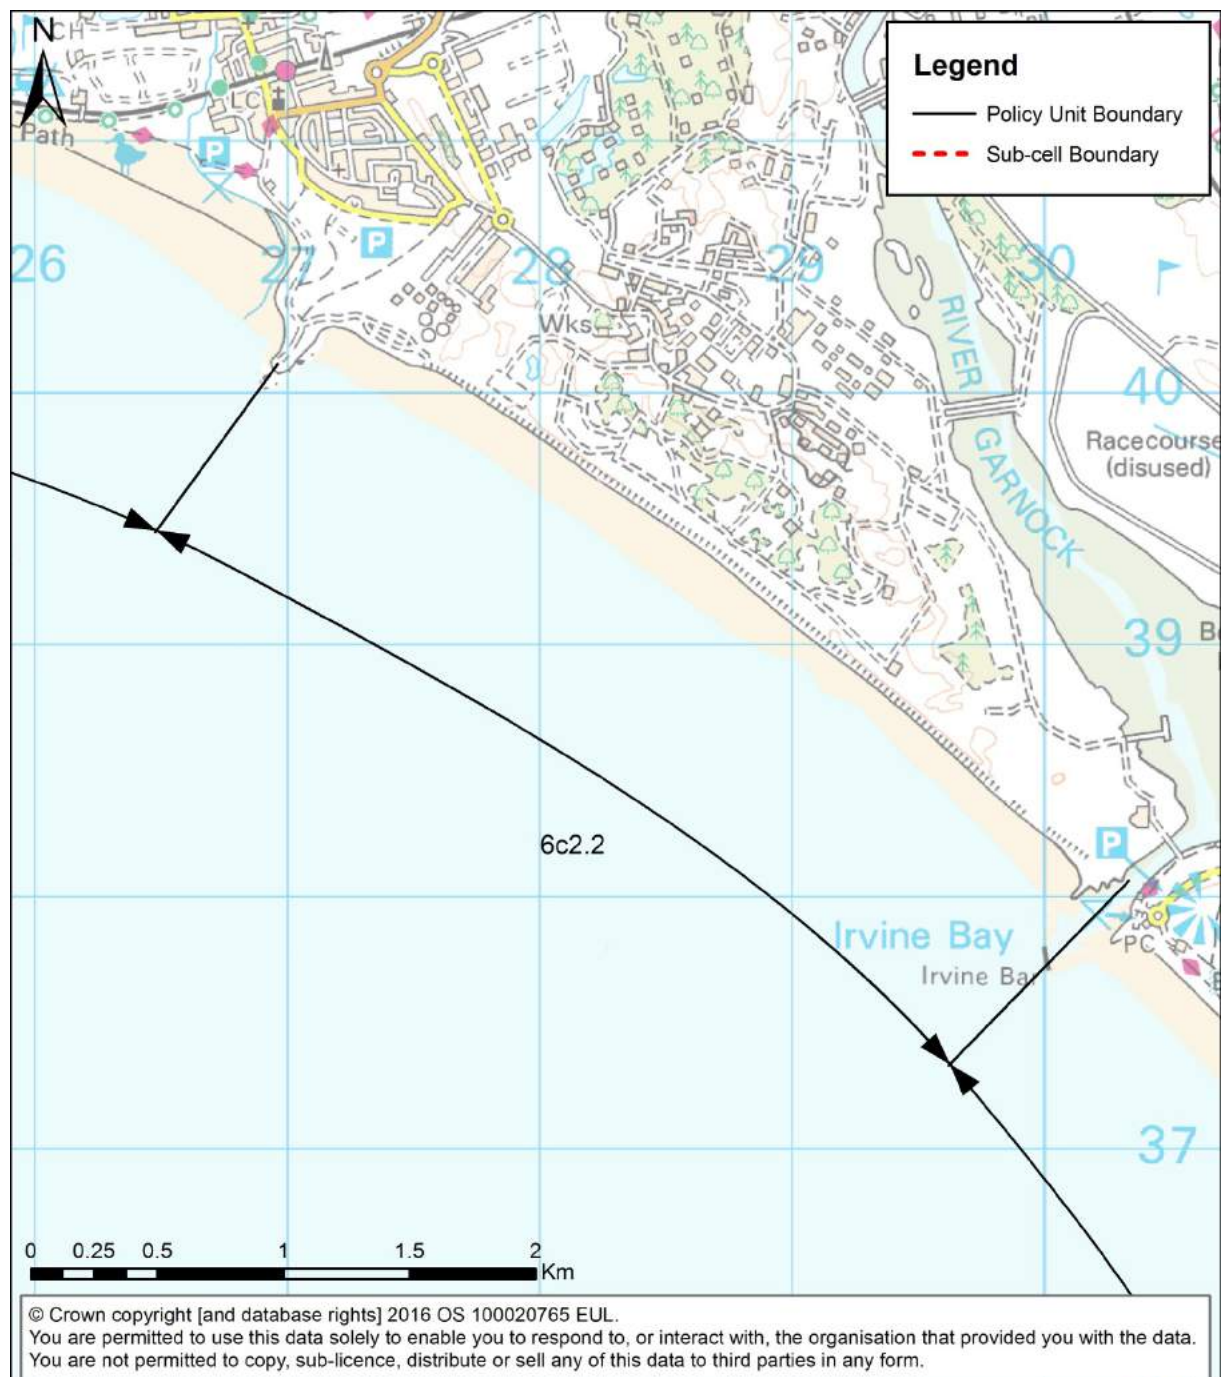 N
CH
LC
Path
P
P
Legend
Policy Unit Boundary
Sub-cell Boundary
26
27
28
29
30
Wks
RIVER
GARNOCK
40
Racecourse
(disused)
39
6c2.2
P
Irvine Bay
Irvine Bar
PC
37
0 0.25 0.5 1 1.5 2
Km
© Crown copyright [and database rights] 2016 OS 100020765 EUL.
You are permitted to use this data solely to enable you to respond to, or interact with, the organisation that provided you with the data.
You are not permitted to copy, sub-licence, distribute or sell any of this data to third parties in any form.